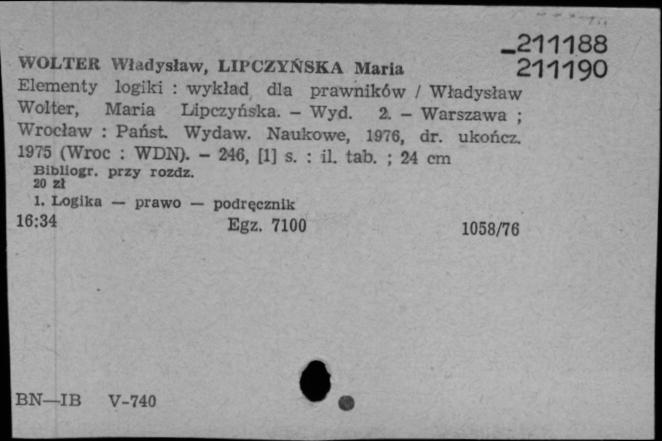 211188
WOLTER Władysław, LIPCZYŃSKA Maria 211190
Elementy logiki : wykład dla prawników / Władysław
Wolter, Maria Lipczyńska. — Wyd. 2. — Warszawa ;
Wrocław : Państ. Wydaw. Naukowe, 1976, dr. ukończ.
1975 (Wroc : WDN). — 246, [1] s. : il. tab. ; 24 cm
Bibliogr. przy rozdz.
20 zł
1. Logika — prawo — podręcznik
16:34 Egz. 7100 1058/76
BN—IB V-740